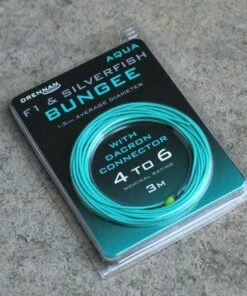 DRENNAN
AQUA
F1 & SILVERFISH
BUNGEE
1.5mm AVERAGE DIAMETER
WITH
DACRON
CONNECTOR
4 TO 6
NOMINAL RATING
3M